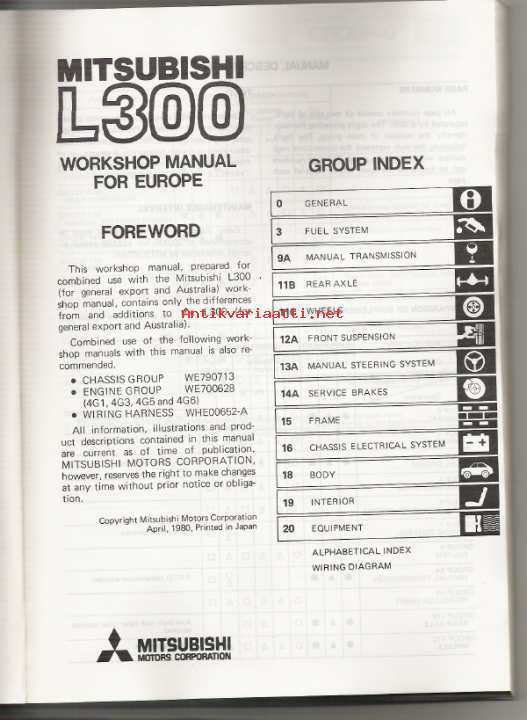 MITSUBISHI
L300
WORKSHOP MANUAL
FOR EUROPE
FOREWORD
This workshop manual, prepared for
combined use with the Mitsubishi L300
(for general export and Australia) work-
shop manual, contains only the differences
from and additions to the L300 (for
general export and Australia).
Combined use of the following work-
shop manuals with this manual is also re-
commended.
● CHASSIS GROUP WE790713
● ENGINE GROUP WE700628
(4G1, 4G3, 4G5 and 4G6)
● WIRING HARNESS WHE00652-A
All information, illustrations and prod-
uct descriptions contained in this manual
are current as of time of publication.
MITSUBISHI MOTORS CORPORATION,
however, reserves the right to make changes
at any time without prior notice or obliga-
tion.
Copyright Mitsubishi Motors Corporation
April, 1980, Printed in Japan
MITSUBISHI
MOTORS CORPORATION
GROUP INDEX
0 GENERAL
3 FUEL SYSTEM
9A MANUAL TRANSMISSION
11B REAR AXLE
11C WHEELS
12A FRONT SUSPENSION
13A MANUAL STEERING SYSTEM
14A SERVICE BRAKES
15 FRAME
16 CHASSIS ELECTRICAL SYSTEM
18 BODY
19 INTERIOR
20 EQUIPMENT
ALPHABETICAL INDEX
WIRING DIAGRAM
Antikvariaatti.net